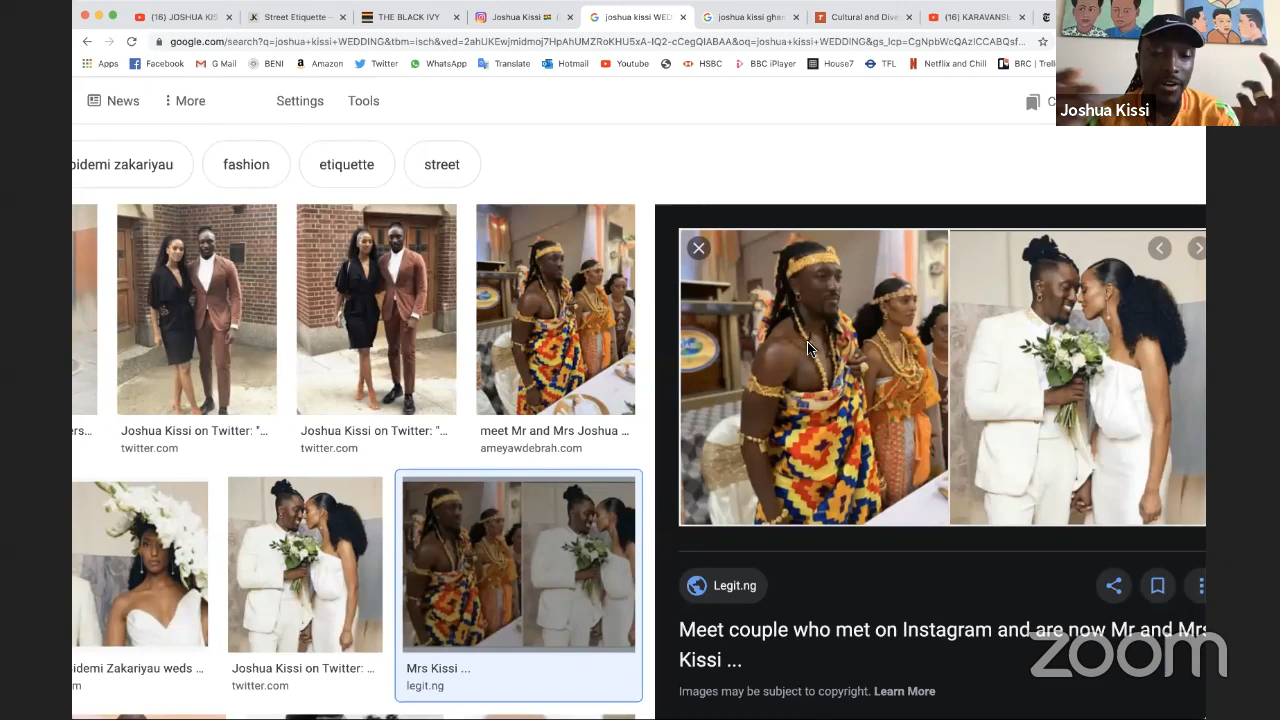 (16) JOSHUA KIS
Street Etiquette –
THE BLACK IVY
Joshua Kissi
joshua kissi WED
joshua kissi ghan
Cultural and Dive
(16) KARAVANSE
google.com/search?q=joshua+kissi+WEDDING&tbm=isch&ved=2ahUKEwjmidmoj7HpAhUMZRoKHU5xA-IQ2-cCegQIABAA&oq=joshua+kissi+WEDDING&gs_lcp=CgNpbWcQAzICCABQsf...
Apps
Facebook
G Mail
BENI
Amazon
Twitter
WhatsApp
Translate
Hotmail
Youtube
HSBC
BBC iPlayer
House7
TFL
Netflix and Chill
BRC | Trell
Joshua Kissi
News
More
Settings
Tools
bidemi zakariyau
fashion
etiquette
street
ers...
Joshua Kissi on Twitter: "...
twitter.com
Joshua Kissi on Twitter: "...
twitter.com
meet Mr and Mrs Joshua ...
ameyawdebrah.com
idemi Zakariyau weds ...
m
Joshua Kissi on Twitter: ...
twitter.com
Mrs Kissi ...
legit.ng
Legit.ng
Meet couple who met on Instagram and are now Mr and Mrs
Kissi ...
Images may be subject to copyright. Learn More
zoom